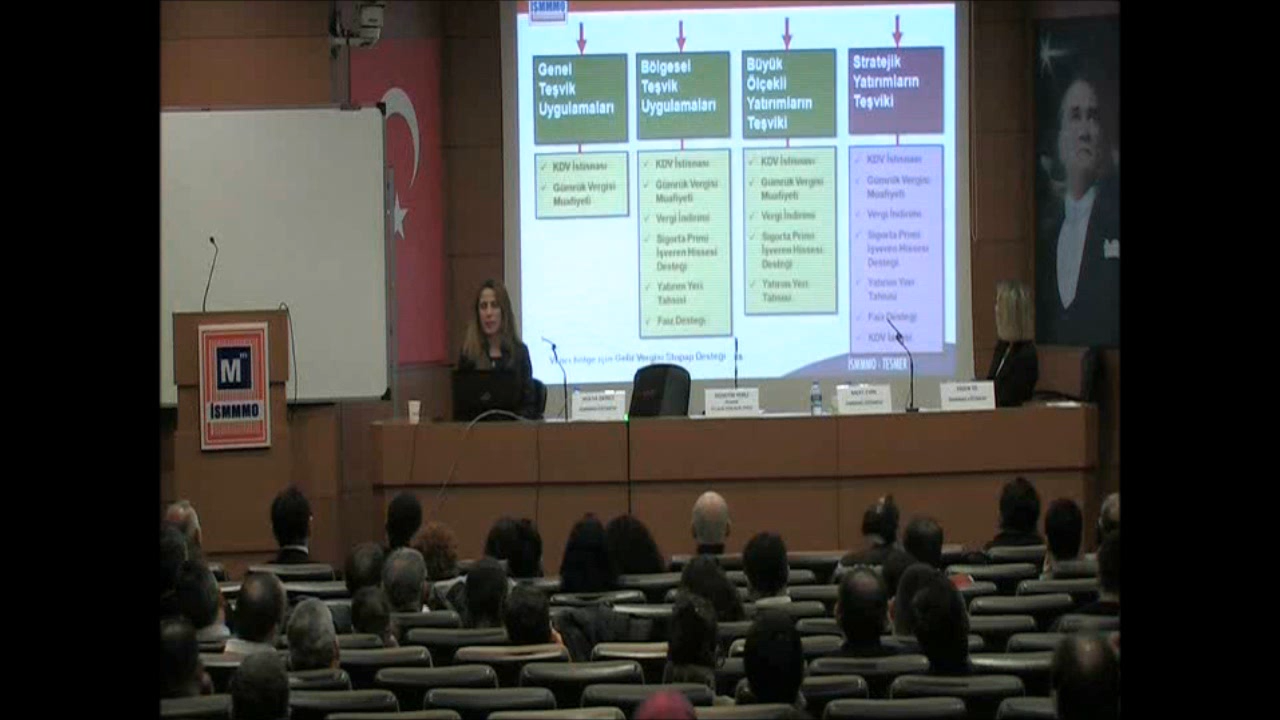 İSMMMO
Genel
Teşvik
Uygulamaları
Bölgesel
Teşvik
Uygulamaları
Büyük
Ölçekli
Yatırımların
Teşviki
Stratejik
Yatırımların
Teşviki
✓ KDV İstisnası
✓ Gümrük Vergisi
Muafiyeti
✓ KDV İstisnası
✓ Gümrük Vergisi
Muafiyeti
✓ Vergi İndirimi
✓ Sigorta Primi
İşveren Hissesi
Desteği
✓ Yatırım Yeri
Tahsisi
✓ Faiz Desteği
✓ KDV İstisnası
✓ Gümrük Vergisi
Muafiyeti
✓ Vergi İndirimi
✓ Sigorta Primi
İşveren Hissesi
Desteği
✓ Yatırım Yeri
Tahsisi
✓ KDV İstisnası
✓ Gümrük Vergisi
Muafiyeti
✓ Vergi İndirimi
✓ Sigorta Primi
İşveren Hissesi
Desteği
✓ Yatırım Yeri
Tahsisi
✓ Faiz Desteği
✓ KDV İadesi
bölge için Gelir Vergisi Stopajı Desteği
İSMMMO - TESMER
M
İSMMMO